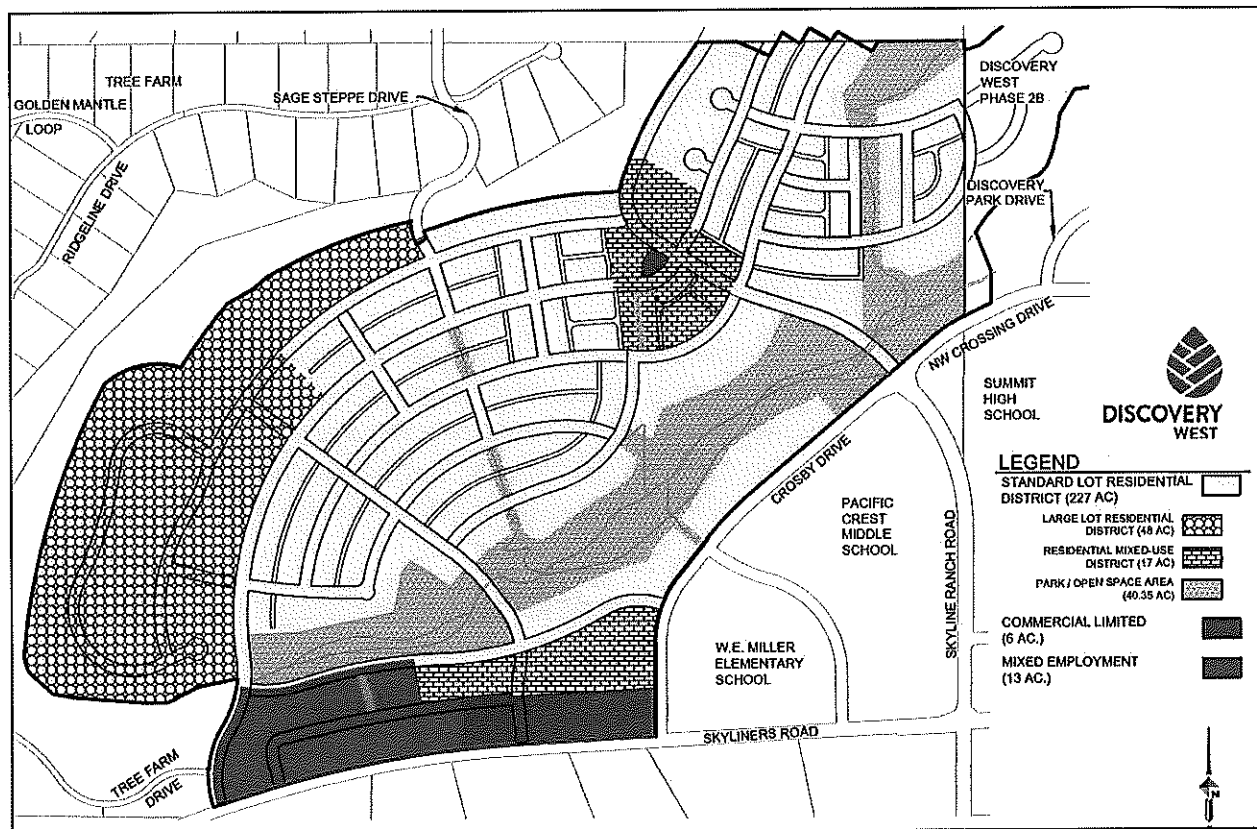 TREE FARM
GOLDEN MANTLE
LOOP
RIDGELINE DRIVE
SAGE STEPPE DRIVE
DISCOVERY
WEST
PHASE 2B
DISCOVERY
PARK DRIVE
NW CROSSING DRIVE
SUMMIT
HIGH
SCHOOL
CROSBY DRIVE
PACIFIC
CREST
MIDDLE
SCHOOL
SKYLINE RANCH ROAD
W.E. MILLER
ELEMENTARY
SCHOOL
SKYLINERS ROAD
TREE FARM
DRIVE
DISCOVERY
WEST
LEGEND
STANDARD LOT RESIDENTIAL
DISTRICT (227 AC)
LARGE LOT RESIDENTIAL
DISTRICT (48 AC)
RESIDENTIAL MIXED-USE
DISTRICT (17 AC)
PARK / OPEN SPACE AREA
(40.35 AC)
COMMERCIAL LIMITED
(6 AC.)
MIXED EMPLOYMENT
(13 AC.)
N